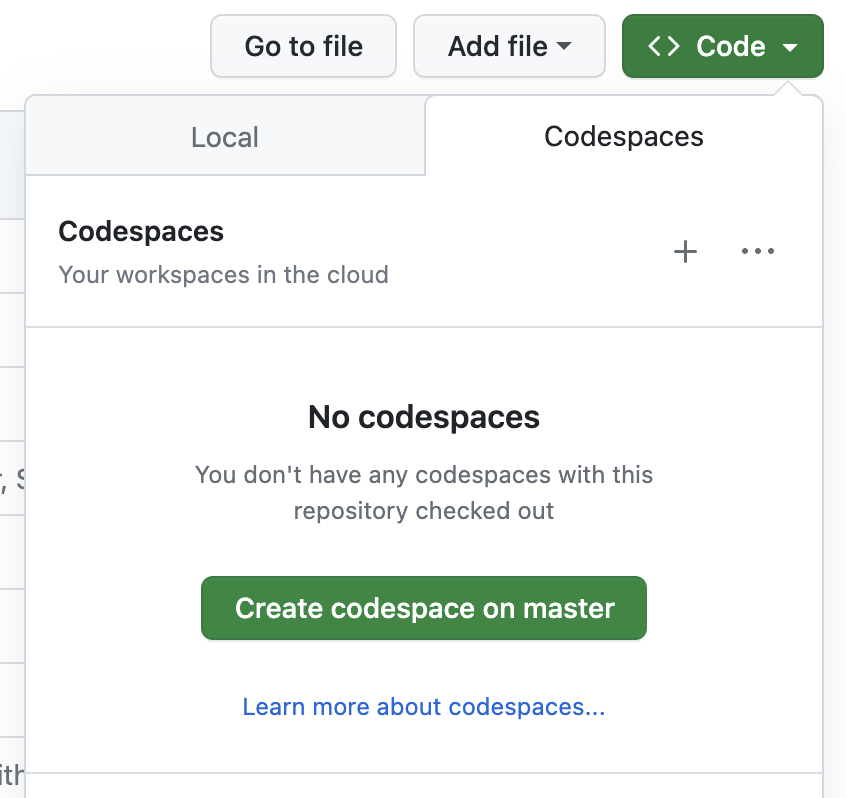 Go to file
Add file
<> Code
Local
Codespaces
Codespaces
Your workspaces in the cloud
No codespaces
You don't have any codespaces with this
repository checked out
Create codespace on master
Learn more about codespaces...